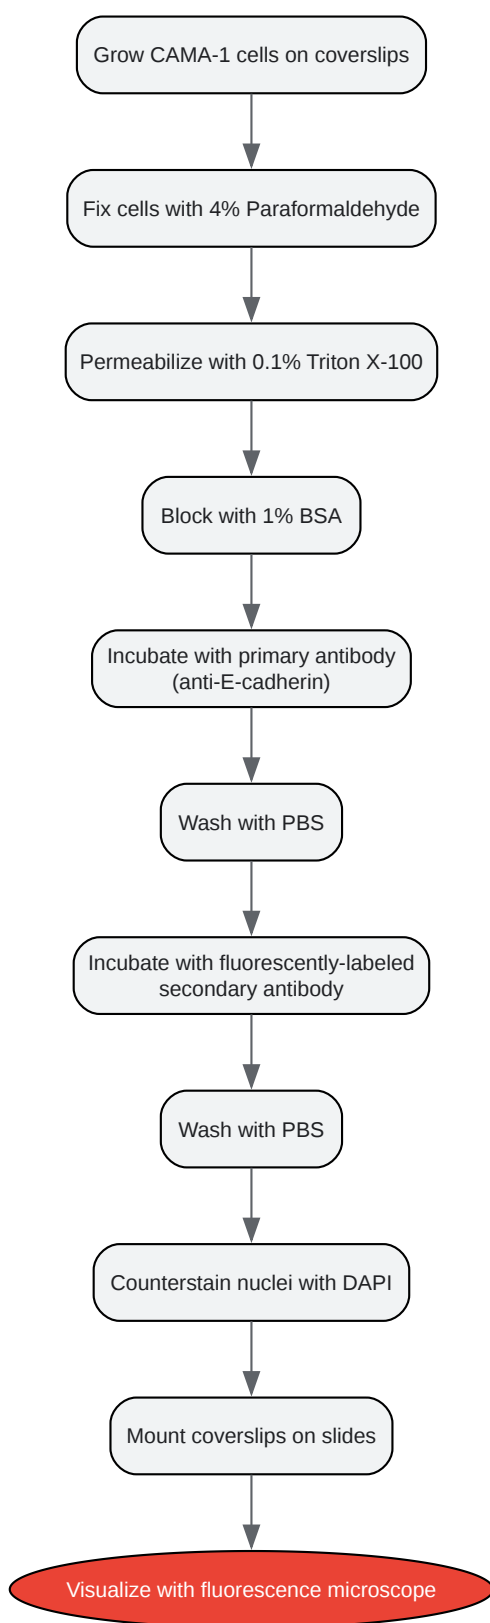 Grow CAMA-1 cells on coverslips
Fix cells with 4% Paraformaldehyde
Permeabilize with 0.1% Triton X-100
Block with 1% BSA
Incubate with primary antibody
(anti-E-cadherin)
Wash with PBS
Incubate with fluorescently-labeled
secondary antibody
Wash with PBS
Counterstain nuclei with DAPI
Mount coverslips on slides
Visualize with fluorescence microscope